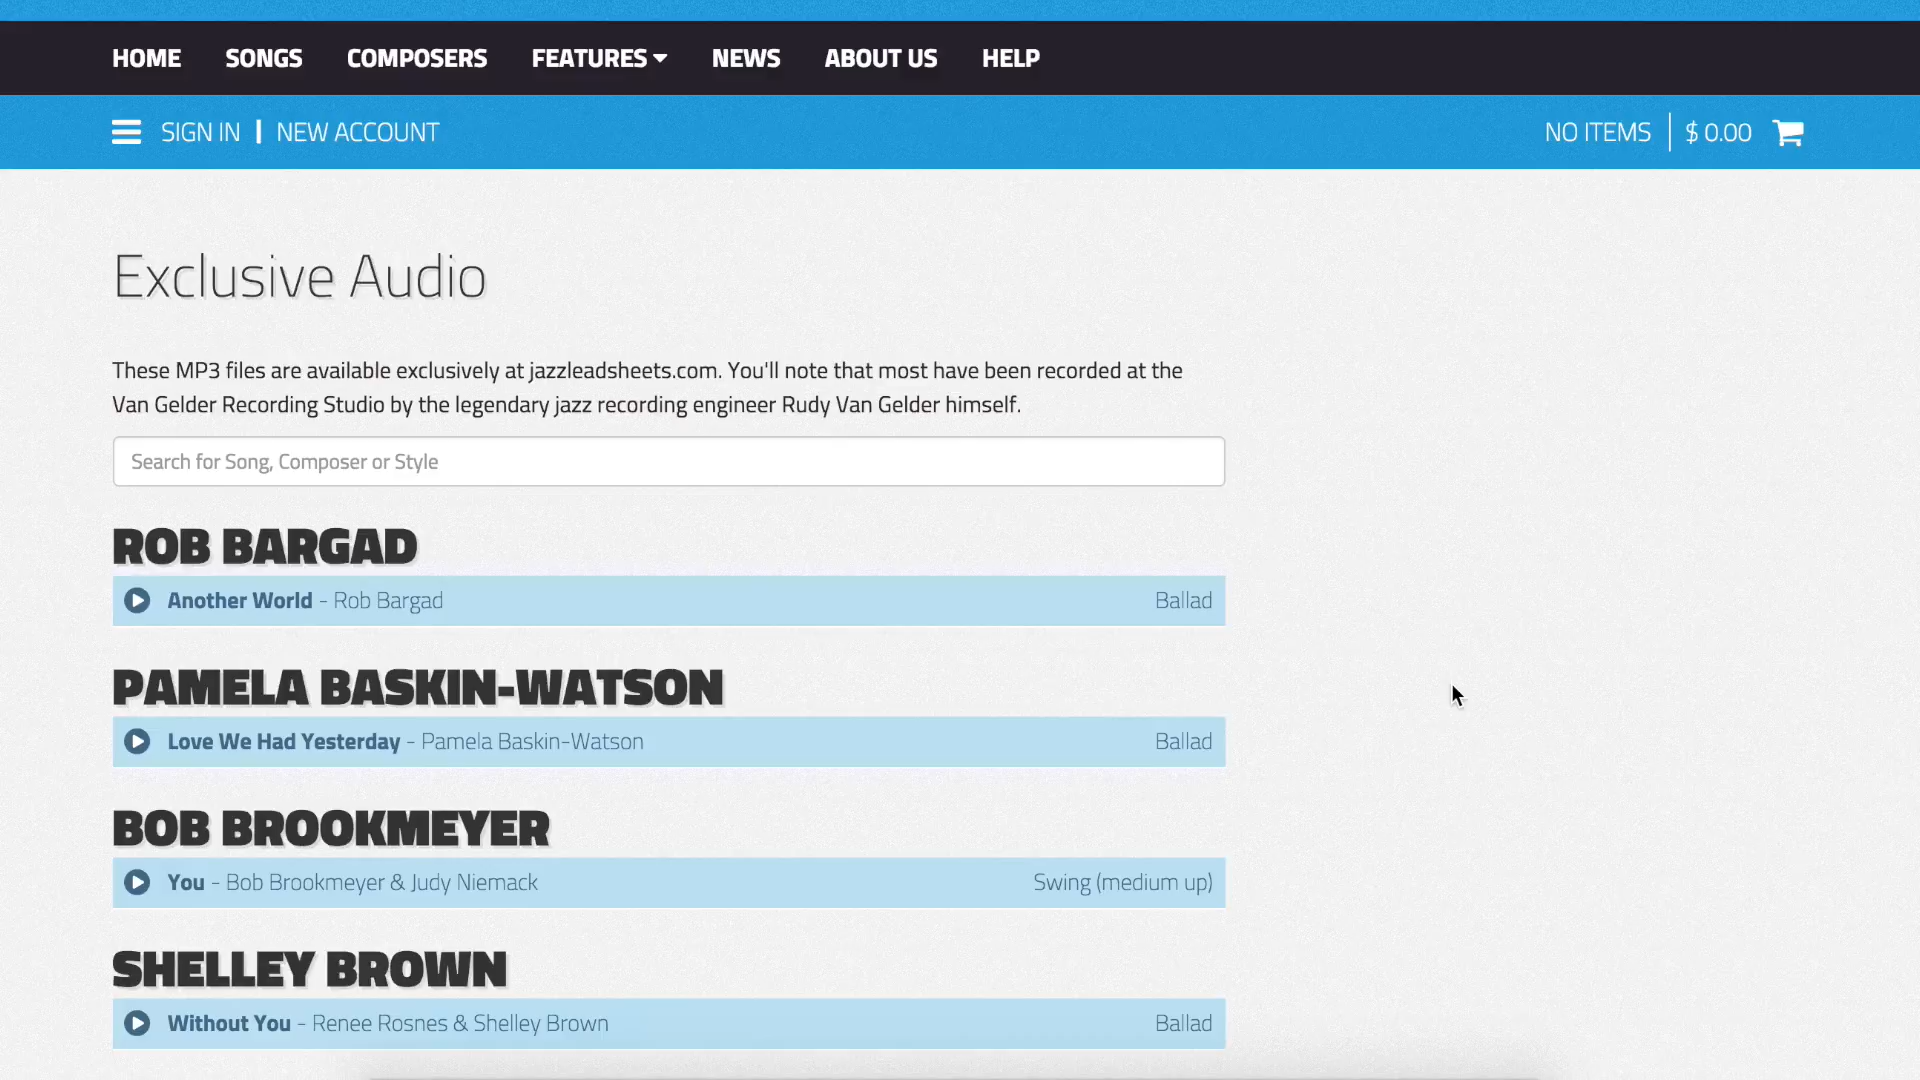 HOME SONGS COMPOSERS FEATURES NEWS ABOUT US HELP
SIGN IN NEW ACCOUNT NO ITEMS $ 0.00
Exclusive Audio
These MP3 files are available exclusively at jazzleadsheets.com. You'll note that most have been recorded at the
Van Gelder Recording Studio by the legendary jazz recording engineer Rudy Van Gelder himself.
Search for Song, Composer or Style
ROB BARGAD
Another World - Rob Bargad Ballad
PAMELA BASKIN-WATSON
Love We Had Yesterday - Pamela Baskin-Watson Ballad
BOB BROOKMEYER
You - Bob Brookmeyer & Judy Niemack Swing (medium up)
SHELLEY BROWN
Without You - Renee Rosnes & Shelley Brown Ballad